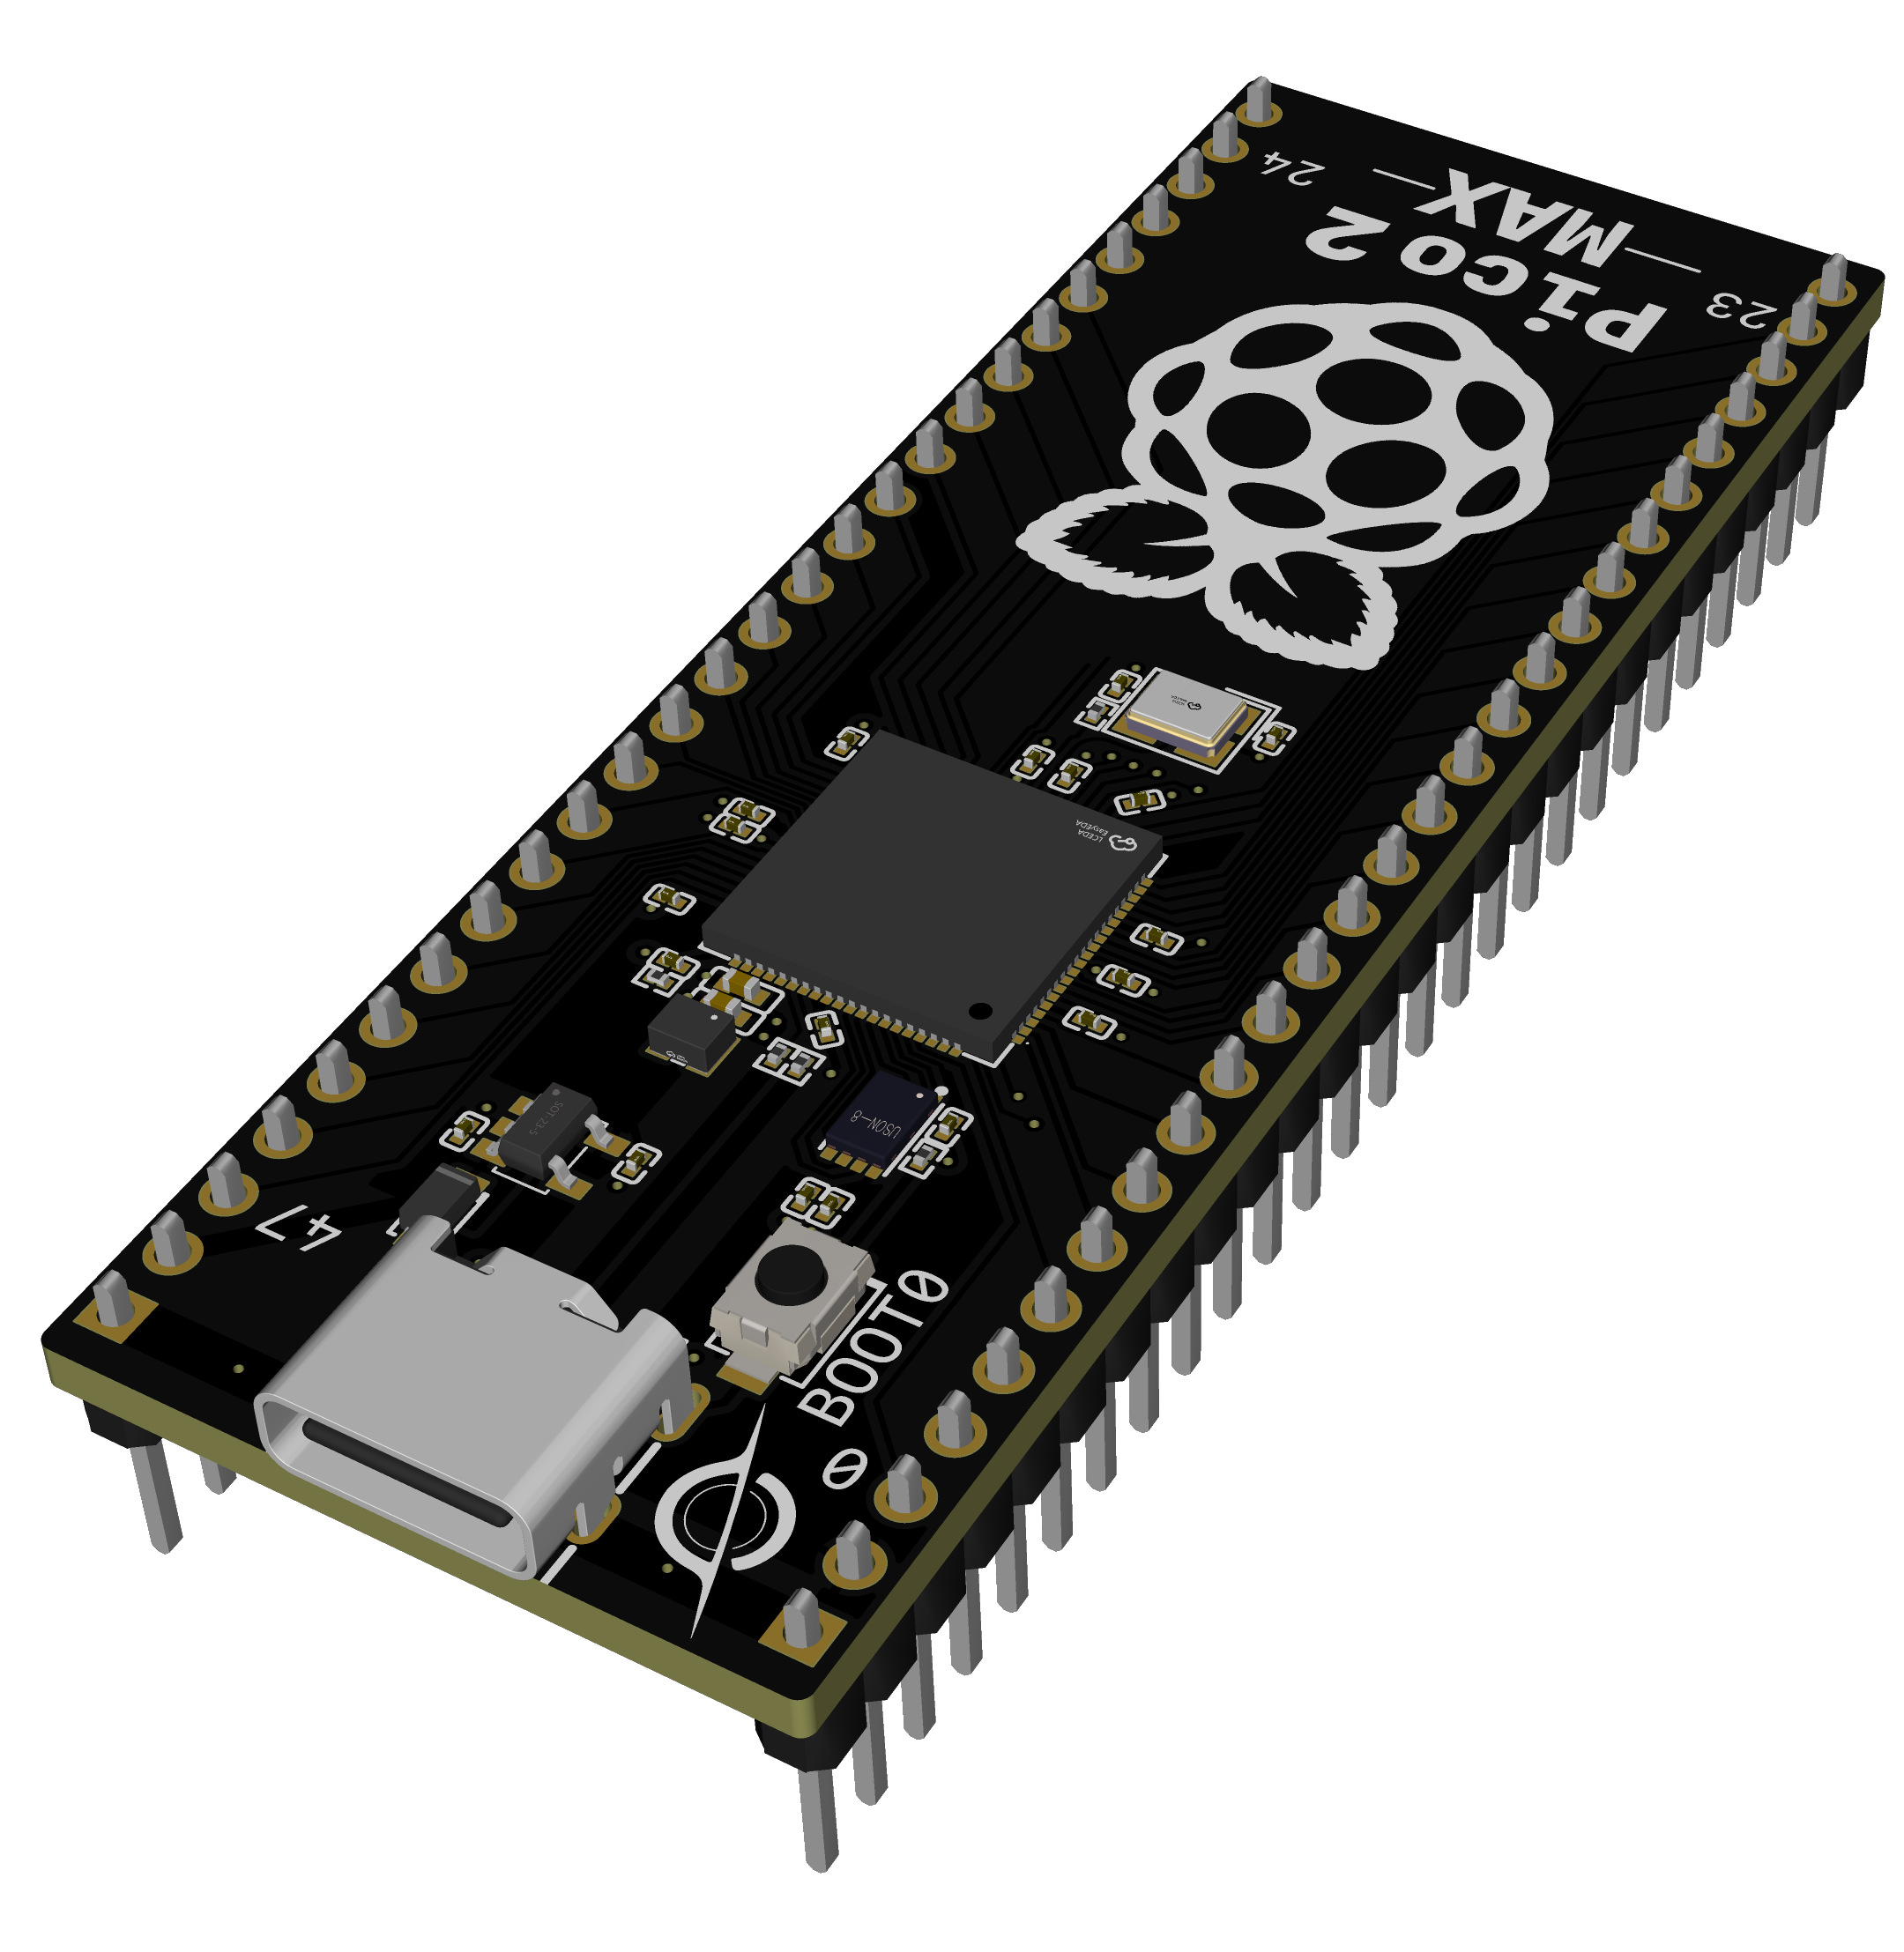 Pico 2
MAX
24
23
LCEDA
EasyEDA
SOT-23-5
USON-8
47
BOOT0
0